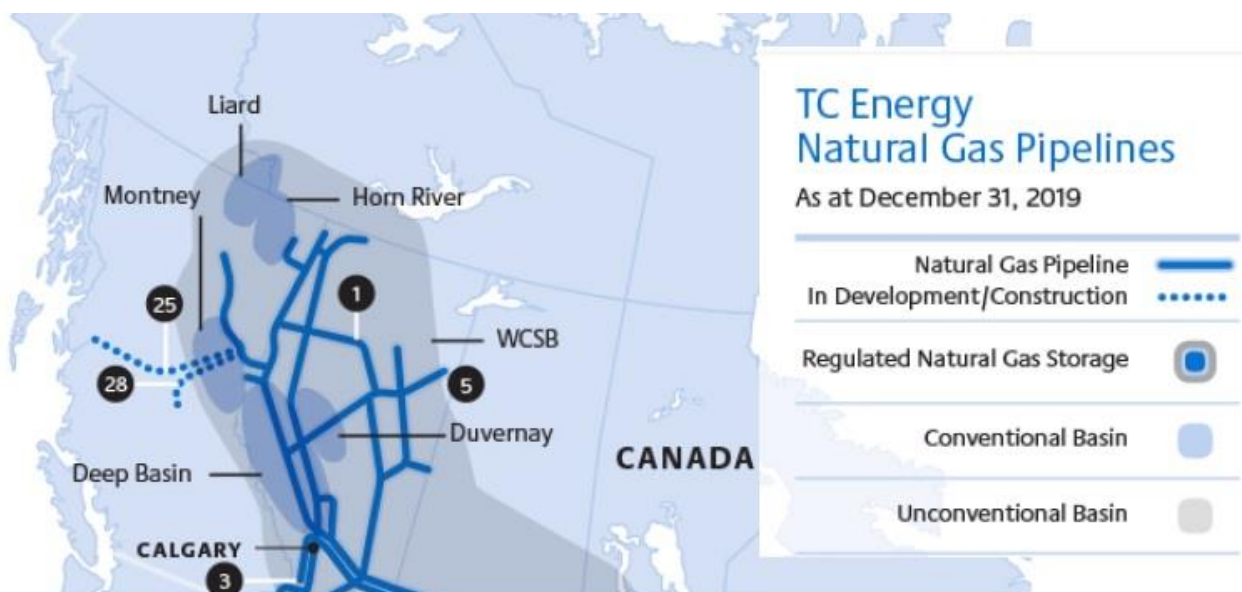 Liard
Montney
Horn River
25
1
WCSB
28
5
Duvernay
Deep Basin
CANADA
CALGARY
3
TC Energy
Natural Gas Pipelines
As at December 31, 2019
Natural Gas Pipeline
In Development/Construction
Regulated Natural Gas Storage
Conventional Basin
Unconventional Basin